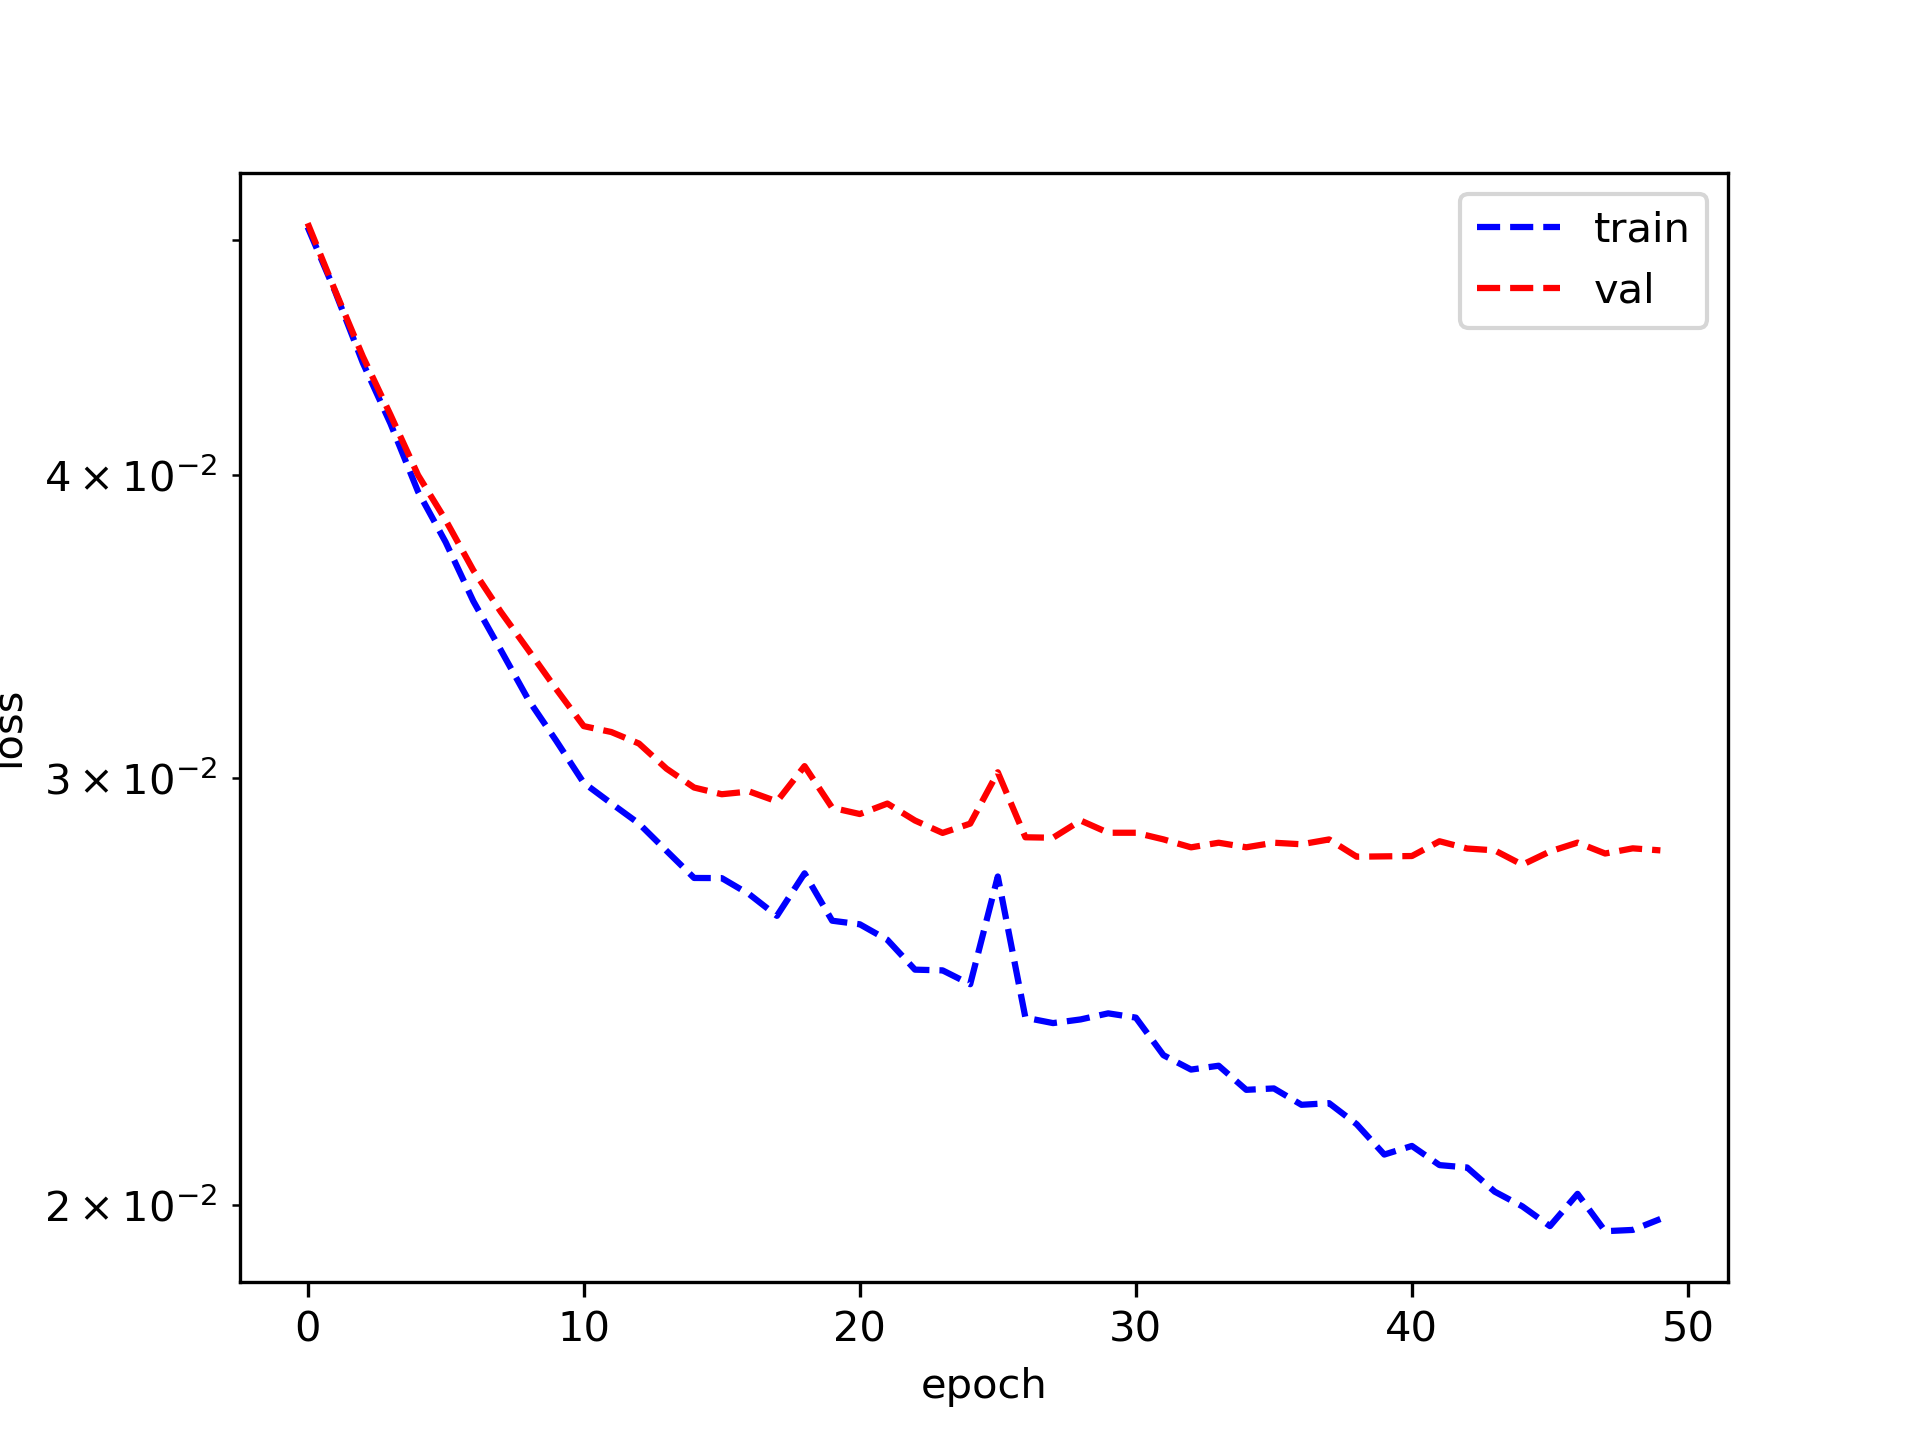 train
val
4 × 10⁻²
3 × 10⁻²
2 × 10⁻²
loss
0 10 20 30 40 50
epoch